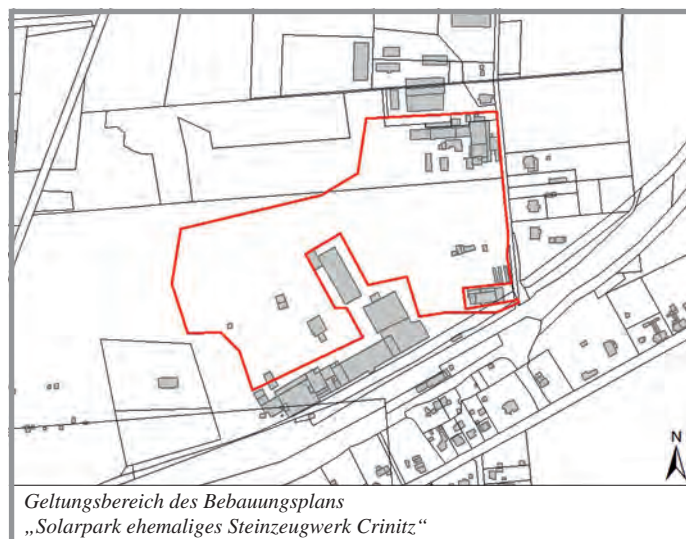 N
Geltungsbereich des Bebauungsplans
„Solarpark ehemaliges Steinzeugwerk Crinitz“